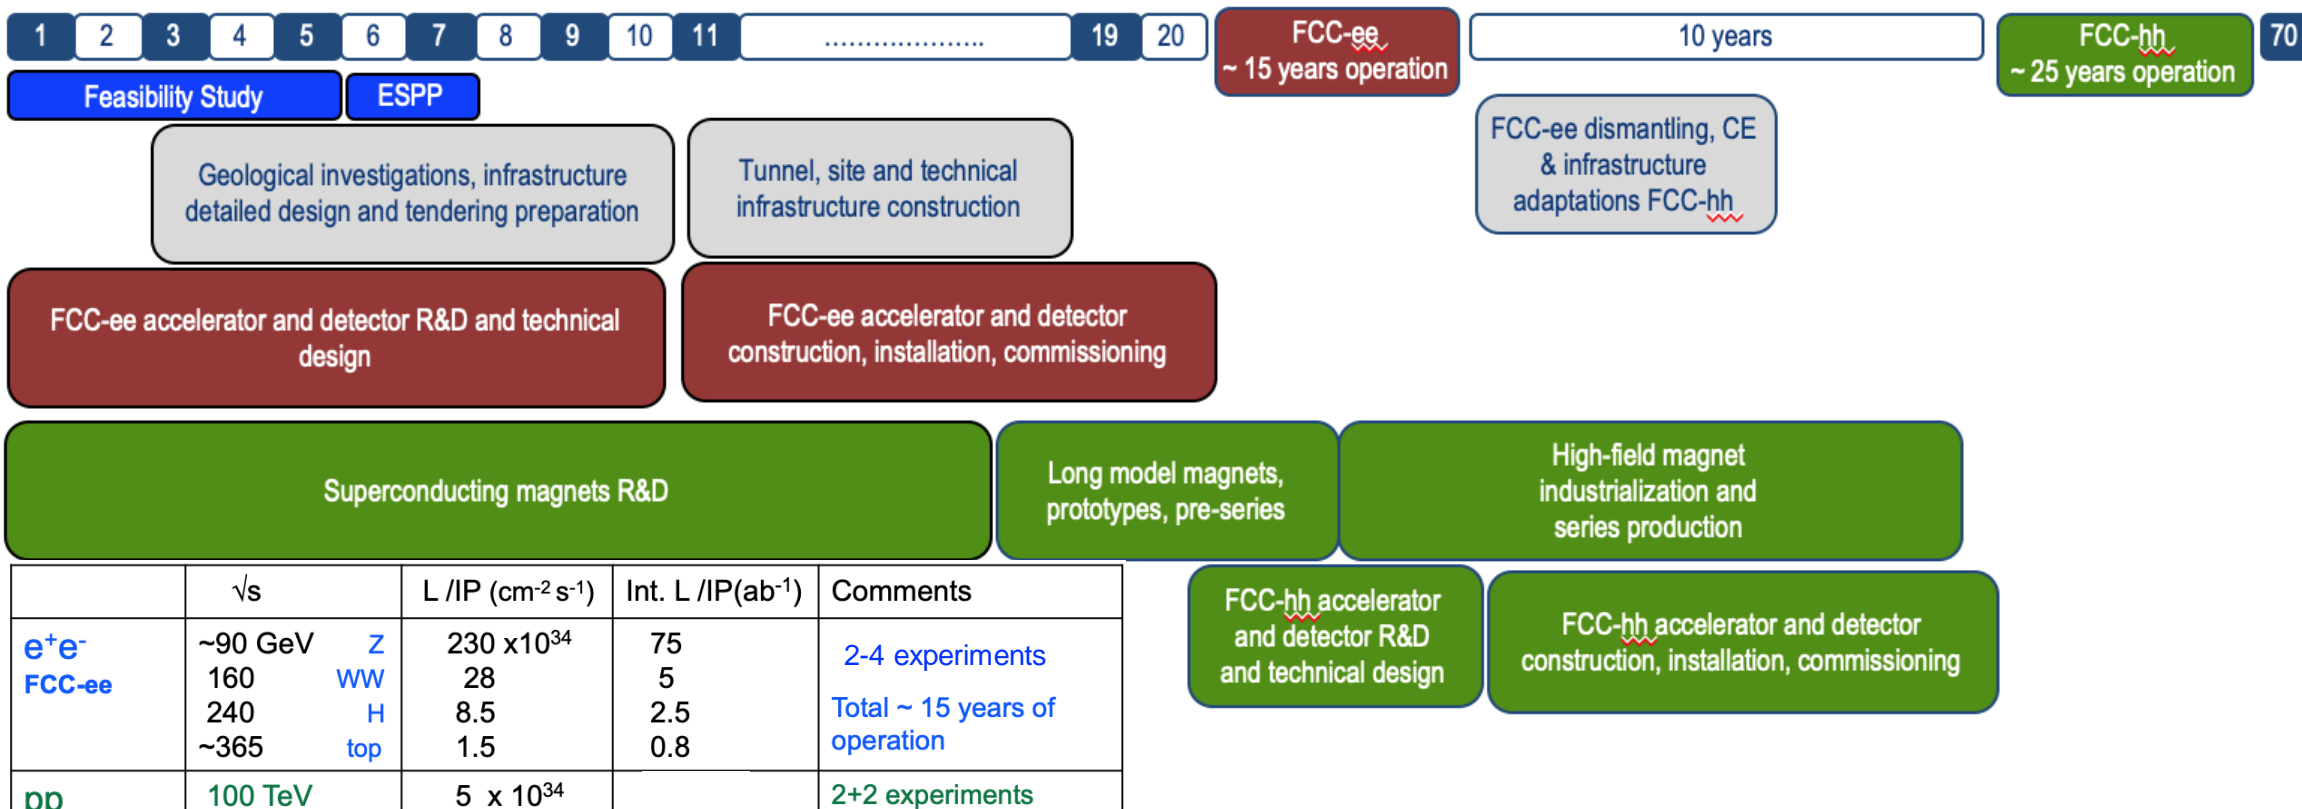 1 2 3 4 5 6 7 8 9 10 11 ................... 19 20 FCC-ee 10 years FCC-hh 70
~ 15 years operation ~ 25 years operation
Feasibility Study ESPP
Geological investigations, infrastructure
detailed design and tendering preparation
Tunnel, site and technical
infrastructure construction
FCC-ee dismantling, CE
& infrastructure
adaptations FCC-hh
FCC-ee accelerator and detector R&D and technical
design
FCC-ee accelerator and detector
construction, installation, commissioning
Superconducting magnets R&D
Long model magnets,
prototypes, pre-series
High-field magnet
industrialization and
series production
FCC-hh accelerator
and detector R&D
and technical design
FCC-hh accelerator and detector
construction, installation, commissioning
√s L /IP (cm⁻² s⁻¹) Int. L /IP(ab⁻¹) Comments
e⁺e⁻ ~90 GeV Z 230 x10³⁴ 75 2-4 experiments
FCC-ee 160 WW 28 5
240 H 8.5 2.5 Total ~ 15 years of
~365 top 1.5 0.8 operation
pp 100 TeV 5 x 10³⁴ 2+2 experiments